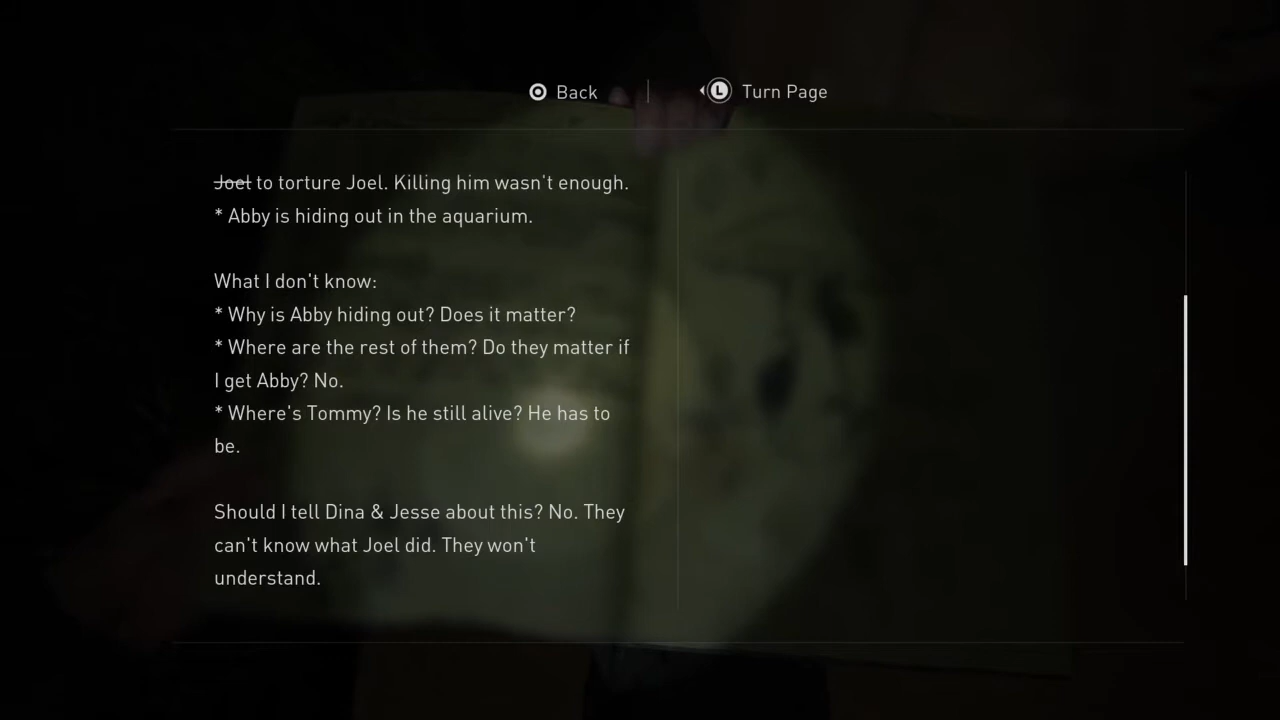 Back
L Turn Page
Joel to torture Joel. Killing him wasn't enough.
* Abby is hiding out in the aquarium.
What I don't know:
* Why is Abby hiding out? Does it matter?
* Where are the rest of them? Do they matter if
I get Abby? No.
* Where's Tommy? Is he still alive? He has to
be.
Should I tell Dina & Jesse about this? No. They
can't know what Joel did. They won't
understand.